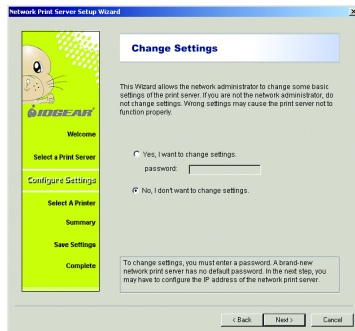 Network Print Server Setup Wizard
x
Change Settings
IOGEAR
Welcome
Select a Print Server
Configure Settings
Select A Printer
Summary
Save Settings
Complete
This Wizard allows the network administrator to change some basic
settings of the print server. If you are not the network administrator, do
not change settings. Wrong settings may cause the print server not to
function properly.
Yes, I want to change settings.
password:
No, I don't want to change settings.
To change settings, you must enter a password. A brand-new
network print server has no default password. In the next step, you
may have to configure the IP address of the network print server.
< Back
Next >
Cancel